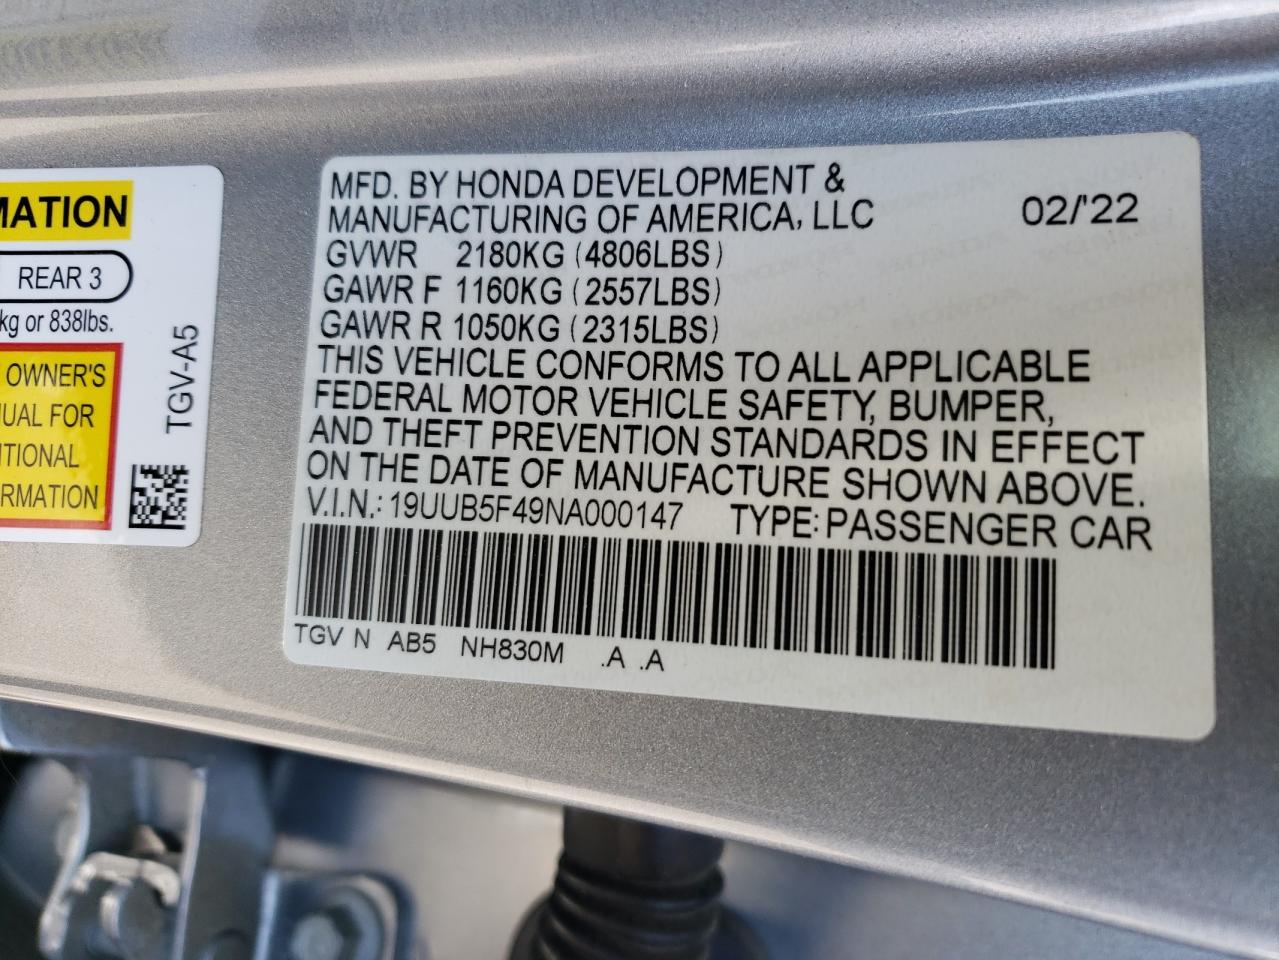 MATION
REAR 3
kg or 838lbs.
OWNER'S
UAL FOR
ITIONAL
ORMATION
TGV-A5
MFD. BY HONDA DEVELOPMENT &
MANUFACTURING OF AMERICA, LLC 02/'22
GVWR 2180KG (4806LBS)
GAWR F 1160KG (2557LBS)
GAWR R 1050KG (2315LBS)
THIS VEHICLE CONFORMS TO ALL APPLICABLE
FEDERAL MOTOR VEHICLE SAFETY, BUMPER,
AND THEFT PREVENTION STANDARDS IN EFFECT
ON THE DATE OF MANUFACTURE SHOWN ABOVE.
V.I.N.: 19UUB5F49NA000147 TYPE: PASSENGER CAR
TGV N AB5 NH830M .A .A